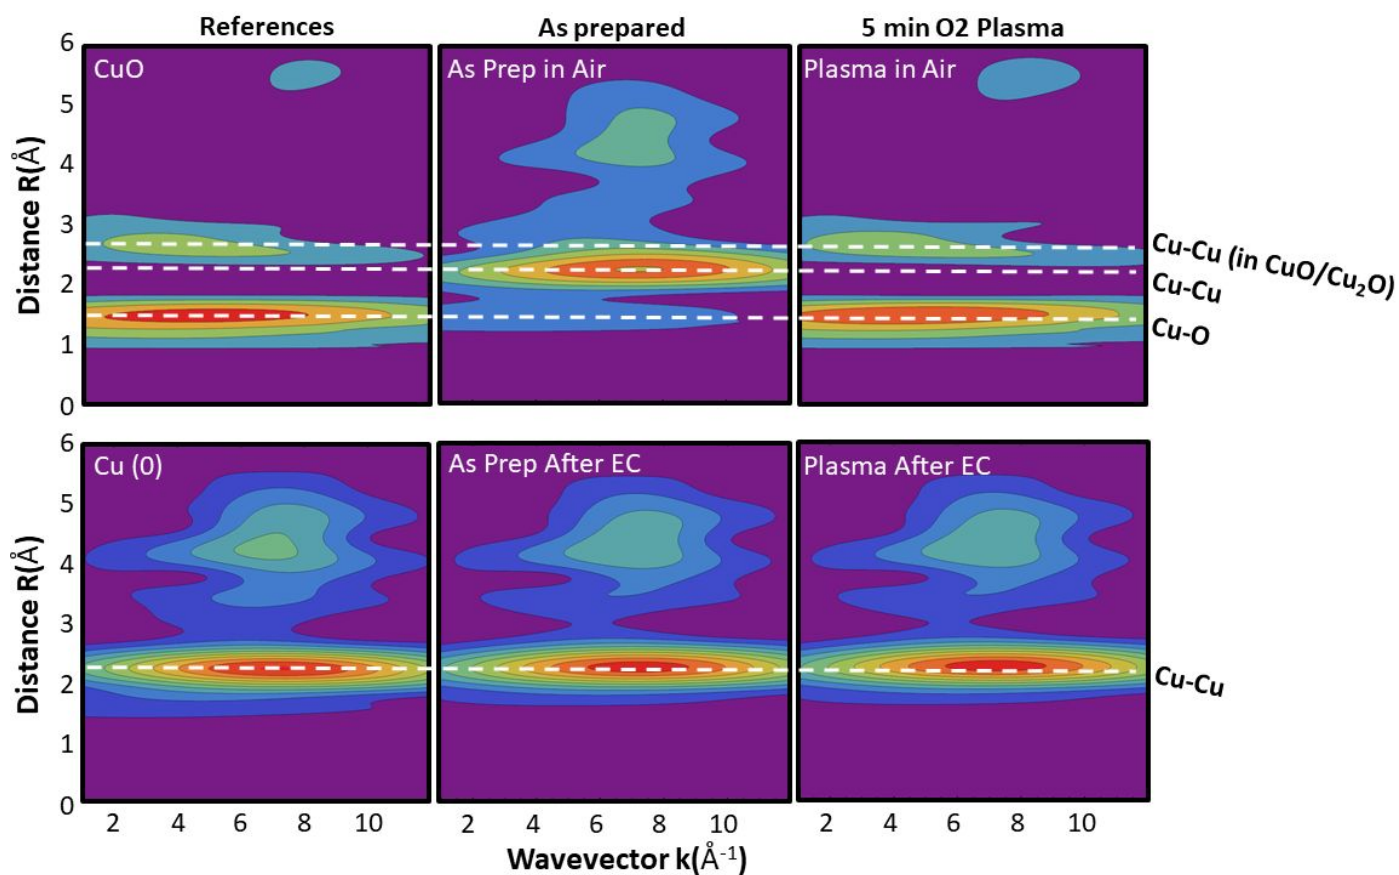 References
As prepared
5 min O2 Plasma
6
5
4
3
2
1
0
Distance R(Å)
CuO
As Prep in Air
Plasma in Air
Cu-Cu (in CuO/Cu₂O)
Cu-Cu
Cu-O
6
5
4
3
2
1
0
Distance R(Å)
Cu (0)
As Prep After EC
Plasma After EC
Cu-Cu
2 4 6 8 10 2 4 6 8 10 2 4 6 8 10
Wavevector k(Å⁻¹)